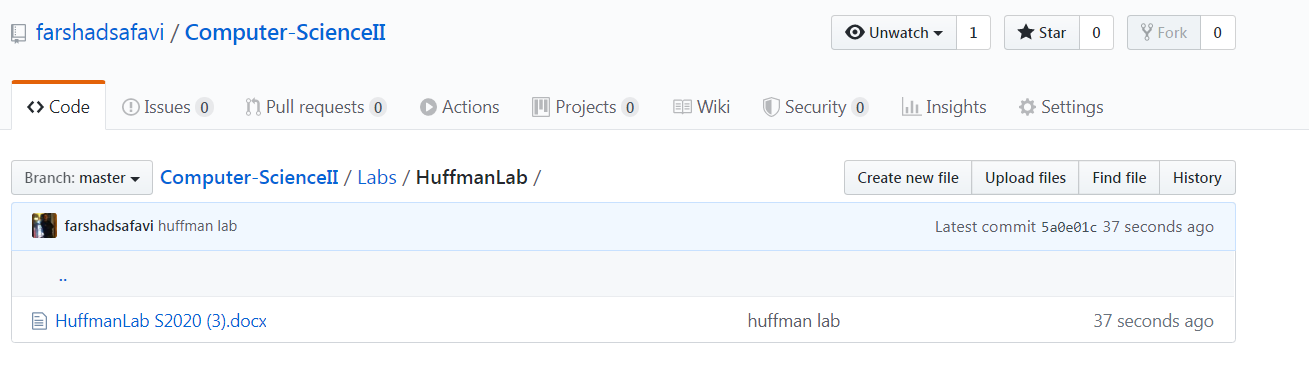 farshadsafavi / Computer-ScienceII Unwatch 1 Star 0 Fork 0
Code Issues 0 Pull requests 0 Actions Projects 0 Wiki Security 0 Insights Settings
Branch: master Computer-ScienceII / Labs / HuffmanLab / Create new file Upload files Find file History
farshadsafavi huffman lab Latest commit 5a0e01c 37 seconds ago
..
HuffmanLab S2020 (3).docx huffman lab 37 seconds ago